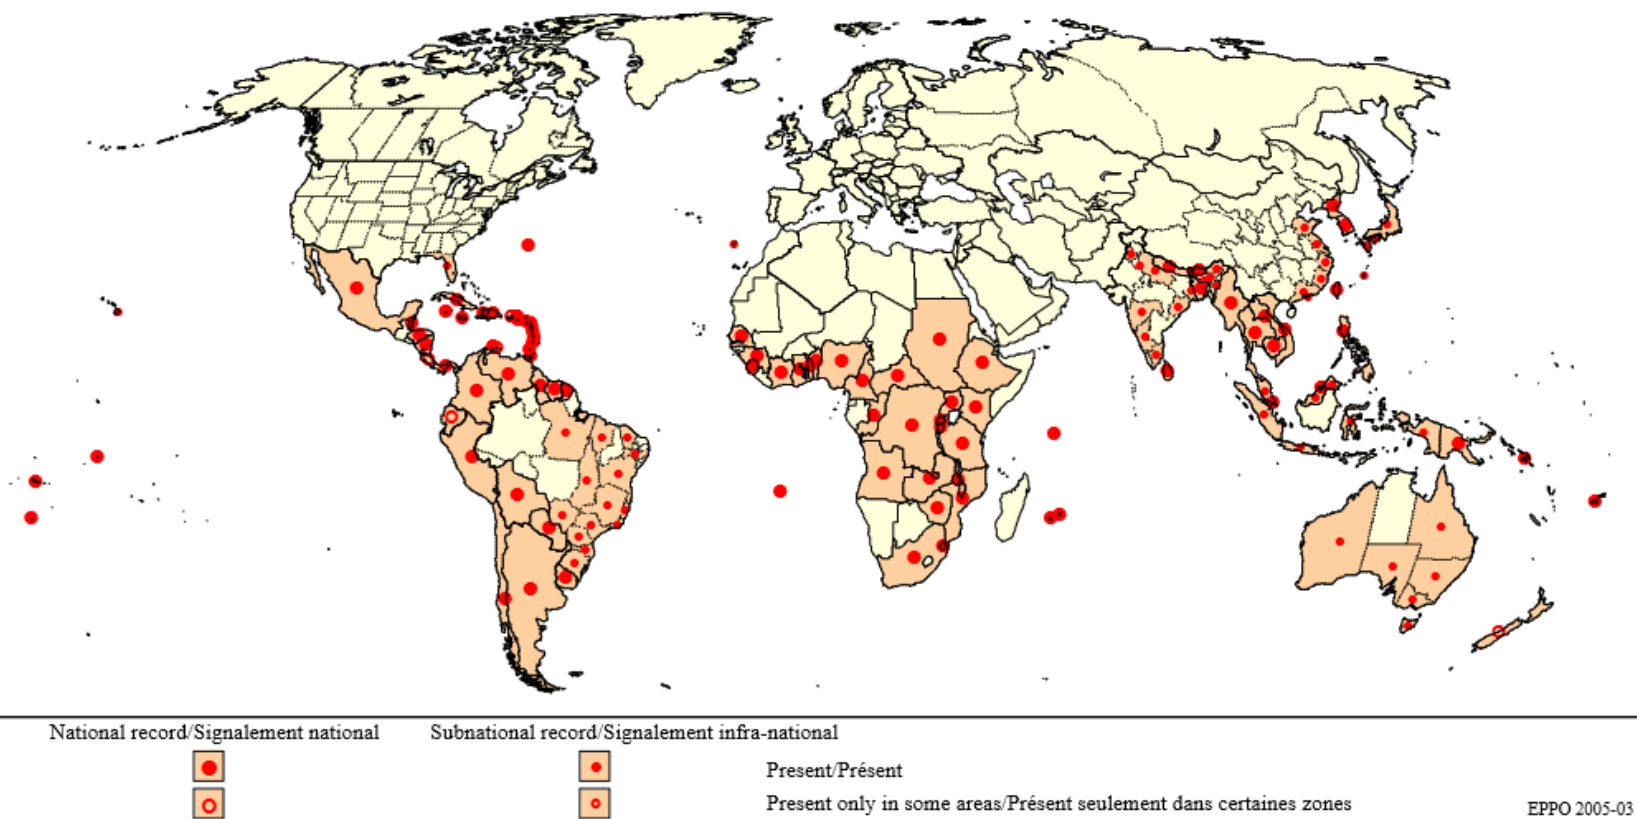 National record/Signalement national
Subnational record/Signalement infra-national
Present/Présent
Present only in some areas/Présent seulement dans certaines zones
EPPO 2005-03